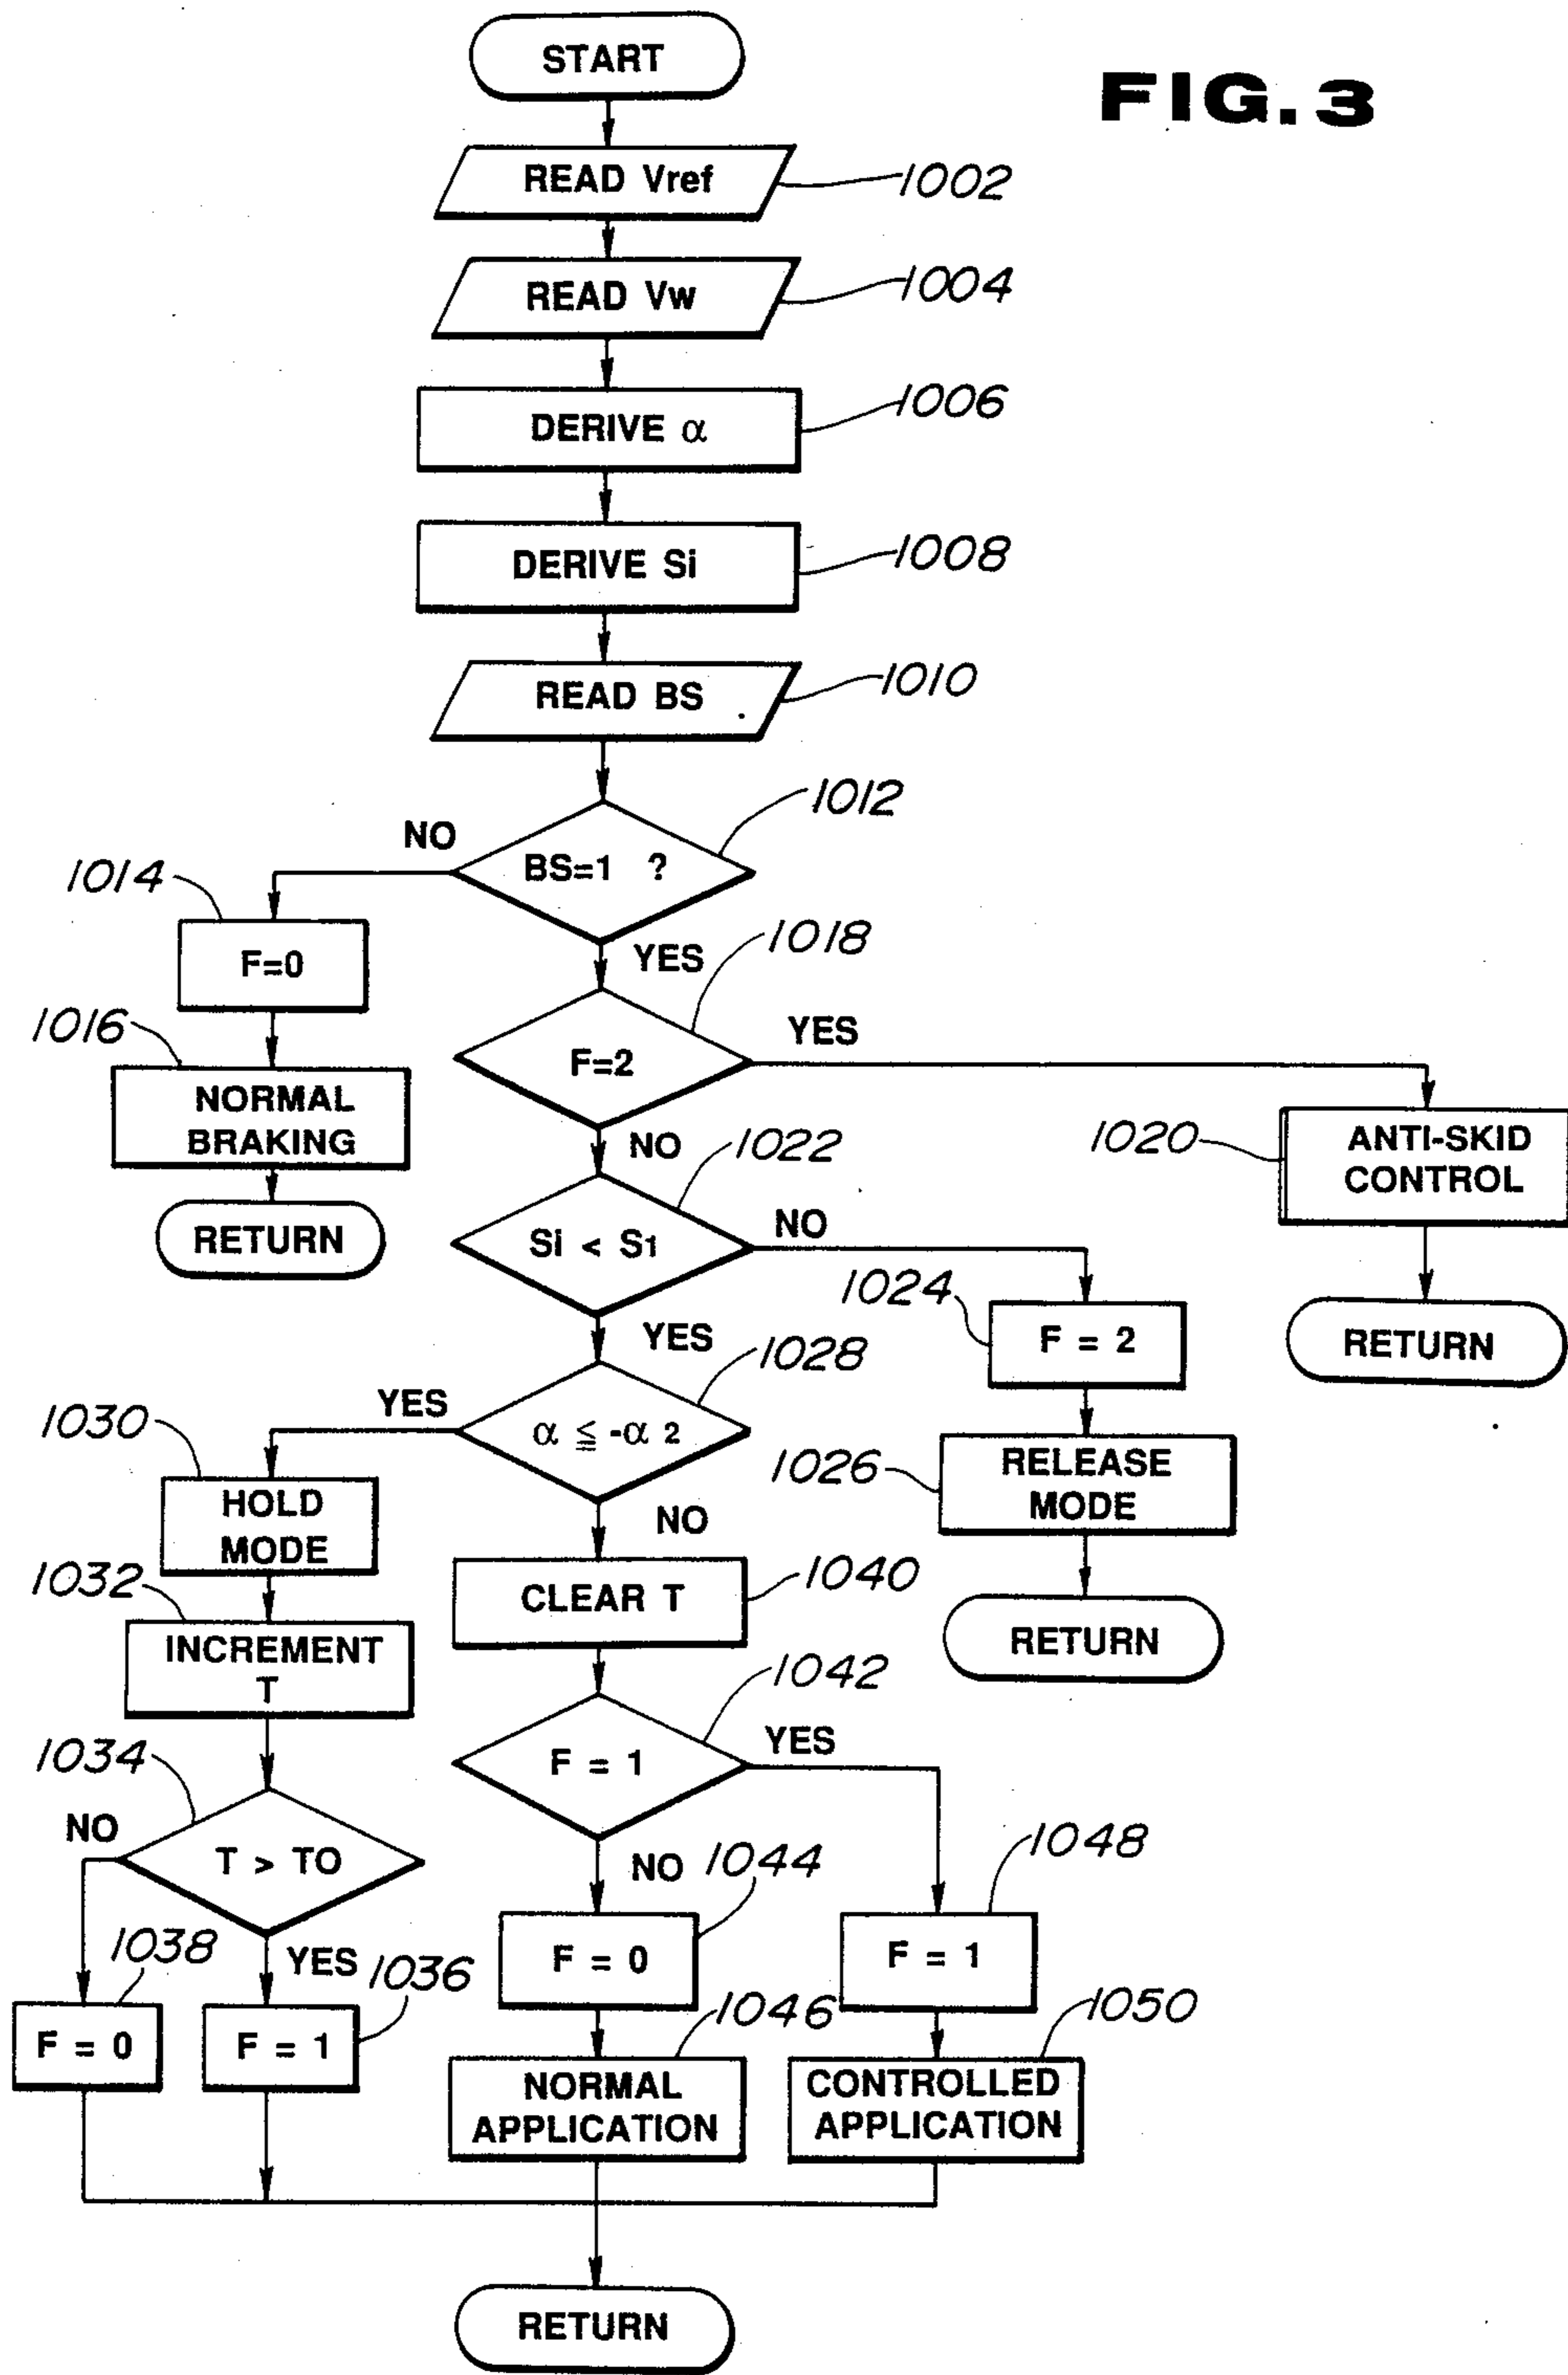 START
FIG. 3
READ Vref
1002
READ Vw
1004
DERIVE α
1006
DERIVE Si
1008
READ BS
1010
BS=1 ?
1012
NO
1014
F=0
1016
NORMAL
BRAKING
RETURN
YES
1018
F=2
YES
1020
ANTI-SKID
CONTROL
RETURN
NO
1022
Si < S1
NO
1024
F = 2
1026
RELEASE
MODE
RETURN
YES
1028
α ≦ -α 2
YES
1030
HOLD
MODE
1032
INCREMENT
T
1034
T > TO
NO
1038
F = 0
YES
1036
F = 1
NO
CLEAR T
1040
1042
F = 1
YES
NO
1044
F = 0
1046
NORMAL
APPLICATION
1048
F = 1
1050
CONTROLLED
APPLICATION
RETURN